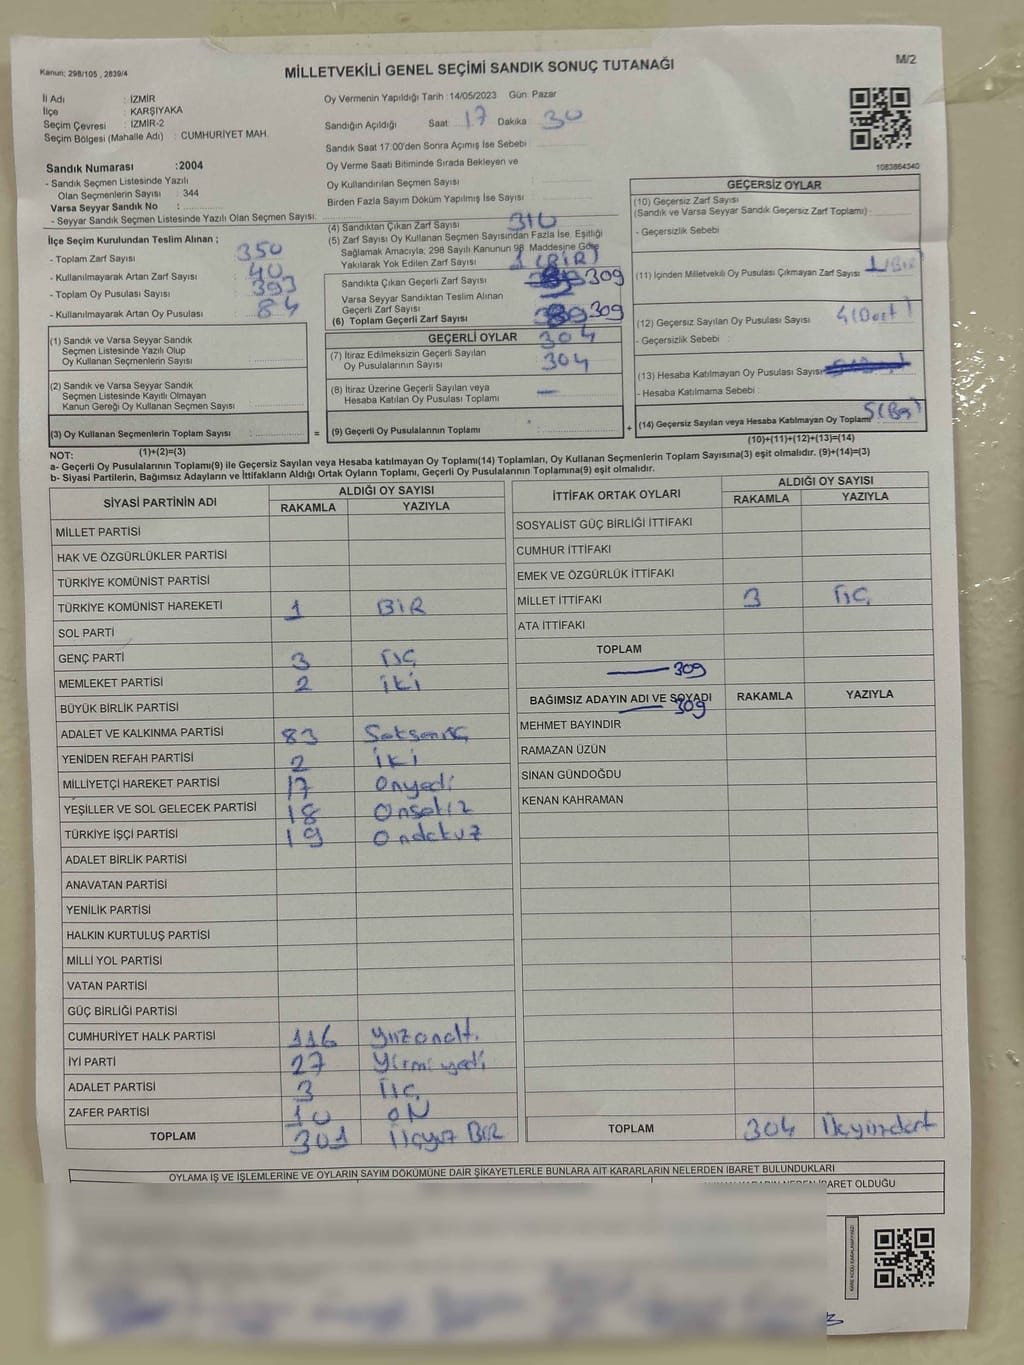 Kanun; 298/105 , 2839/4
MİLLETVEKİLİ GENEL SEÇİMİ SANDIK SONUÇ TUTANAĞI
M/2
İl Adı : İZMİR
İlçe : KARŞIYAKA
Seçim Çevresi : İZMİR-2
Seçim Bölgesi (Mahalle Adı) : CUMHURİYET MAH.
Oy Vermenin Yapıldığı Tarih :14/05/2023 Gün: Pazar
Sandığın Açıldığı Saat: 17 Dakika 30
Sandık Saat 17:00'den Sonra Açımış İse Sebebi
Oy Verme Saati Bitiminde Sırada Bekleyen ve
Oy Kullandırılan Seçmen Sayısı :
Birden Fazla Sayım Döküm Yapılmış İse Sayısı :
1083864340
Sandık Numarası :2004
- Sandık Seçmen Listesinde Yazılı
Olan Seçmenlerin Sayısı : 344
Varsa Seyyar Sandık No :
- Seyyar Sandık Seçmen Listesinde Yazılı Olan Seçmen Sayısı:
İlçe Seçim Kurulundan Teslim Alınan ;
- Toplam Zarf Sayısı : 350
- Kullanılmayarak Artan Zarf Sayısı : 40
- Toplam Oy Pusulası Sayısı : 393
- Kullanılmayarak Artan Oy Pusulası : 84
(1) Sandık ve Varsa Seyyar Sandık
Seçmen Listesinde Yazılı Olup
Oy Kullanan Seçmenlerin Sayısı :
(2) Sandık ve Varsa Seyyar Sandık
Seçmen Listesinde Kayıtlı Olmayan
Kanun Gereği Oy Kullanan Seçmen Sayısı :
(3) Oy Kullanan Seçmenlerin Toplam Sayısı :
(1)+(2)=(3)
(4) Sandıktan Çıkan Zarf Sayısı : 310
(5) Zarf Sayısı Oy Kullanan Seçmen Sayısından Fazla İse, Eşitliği
Sağlamak Amacıyla; 298 Sayılı Kanunun 98. Maddesine Göre
Yakılarak Yok Edilen Zarf Sayısı : 1 (BİR)
Sandıkta Çıkan Geçerli Zarf Sayısı : 309
Varsa Seyyar Sandıktan Teslim Alınan
Geçerli Zarf Sayısı
(6) Toplam Geçerli Zarf Sayısı : 309
GEÇERLİ OYLAR 304
(7) İtiraz Edilmeksizin Geçerli Sayılan
Oy Pusulalarının Sayısı : 304
(8) İtiraz Üzerine Geçerli Sayılan veya
Hesaba Katılan Oy Pusulası Toplamı : —
= (9) Geçerli Oy Pusulalarının Toplamı : +
GEÇERSİZ OYLAR
(10) Geçersiz Zarf Sayısı
(Sandık ve Varsa Seyyar Sandık Geçersiz Zarf Toplamı) :
- Geçersizlik Sebebi
(11) İçinden Milletvekili Oy Pusulası Çıkmayan Zarf Sayısı : 1 (BİR)
(12) Geçersiz Sayılan Oy Pusulası Sayısı : 4 (Dört)
- Geçersizlik Sebebi :
(13) Hesaba Katılmayan Oy Pusulası Sayısı
- Hesaba Katılmama Sebebi :
(14) Geçersiz Sayılan veya Hesaba Katılmayan Oy Toplamı : 5 (Beş)
(10)+(11)+(12)+(13)=(14)
NOT:
a- Geçerli Oy Pusulalarının Toplamı(9) ile Geçersiz Sayılan veya Hesaba katılmayan Oy Toplamı(14) Toplamları, Oy Kullanan Seçmenlerin Toplam Sayısına(3) eşit olmalıdır. (9)+(14)=(3)
b- Siyasi Partilerin, Bağımsız Adayların ve İttifakların Aldığı Ortak Oyların Toplamı, Geçerli Oy Pusulalarının Toplamına(9) eşit olmalıdır.
SİYASİ PARTİNİN ADI ALDIĞI OY SAYISI
RAKAMLA YAZIYLA
MİLLET PARTİSİ
HAK VE ÖZGÜRLÜKLER PARTİSİ
TÜRKİYE KOMÜNİST PARTİSİ
TÜRKİYE KOMÜNİST HAREKETİ 1 BİR
SOL PARTİ
GENÇ PARTİ 3 ÜÇ
MEMLEKET PARTİSİ 2 İKİ
BÜYÜK BİRLİK PARTİSİ
ADALET VE KALKINMA PARTİSİ 83 Seksenüç
YENİDEN REFAH PARTİSİ 2 İKİ
MİLLİYETÇİ HAREKET PARTİSİ 17 Onyedi
YEŞİLLER VE SOL GELECEK PARTİSİ 18 Onsekiz
TÜRKİYE İŞÇİ PARTİSİ 19 Ondokuz
ADALET BİRLİK PARTİSİ
ANAVATAN PARTİSİ
YENİLİK PARTİSİ
HALKIN KURTULUŞ PARTİSİ
MİLLİ YOL PARTİSİ
VATAN PARTİSİ
GÜÇ BİRLİĞİ PARTİSİ
CUMHURİYET HALK PARTİSİ 116 Yüzonaltı
İYİ PARTİ 27 Yirmiyedi
ADALET PARTİSİ 3 ÜÇ
ZAFER PARTİSİ 10 ON
TOPLAM 301 Üçyüz BİR
İTTİFAK ORTAK OYLARI ALDIĞI OY SAYISI
RAKAMLA YAZIYLA
SOSYALİST GÜÇ BİRLİĞİ İTTİFAKI
CUMHUR İTTİFAKI
EMEK VE ÖZGÜRLÜK İTTİFAKI
MİLLET İTTİFAKI 3 ÜÇ
ATA İTTİFAKI
TOPLAM
309
BAĞIMSIZ ADAYIN ADI VE SOYADI RAKAMLA YAZIYLA
309
MEHMET BAYINDIR
RAMAZAN ÜZÜN
SİNAN GÜNDOĞDU
KENAN KAHRAMAN
TOPLAM 304
OYLAMA İŞ VE İŞLEMLERİNE VE OYLARIN SAYIM DÖKÜMÜNE DAİR ŞİKAYETLERLE BUNLARA AİT KARARLARIN NELERDEN İBARET BULUNDUKLARI
İBARET OLDUĞU